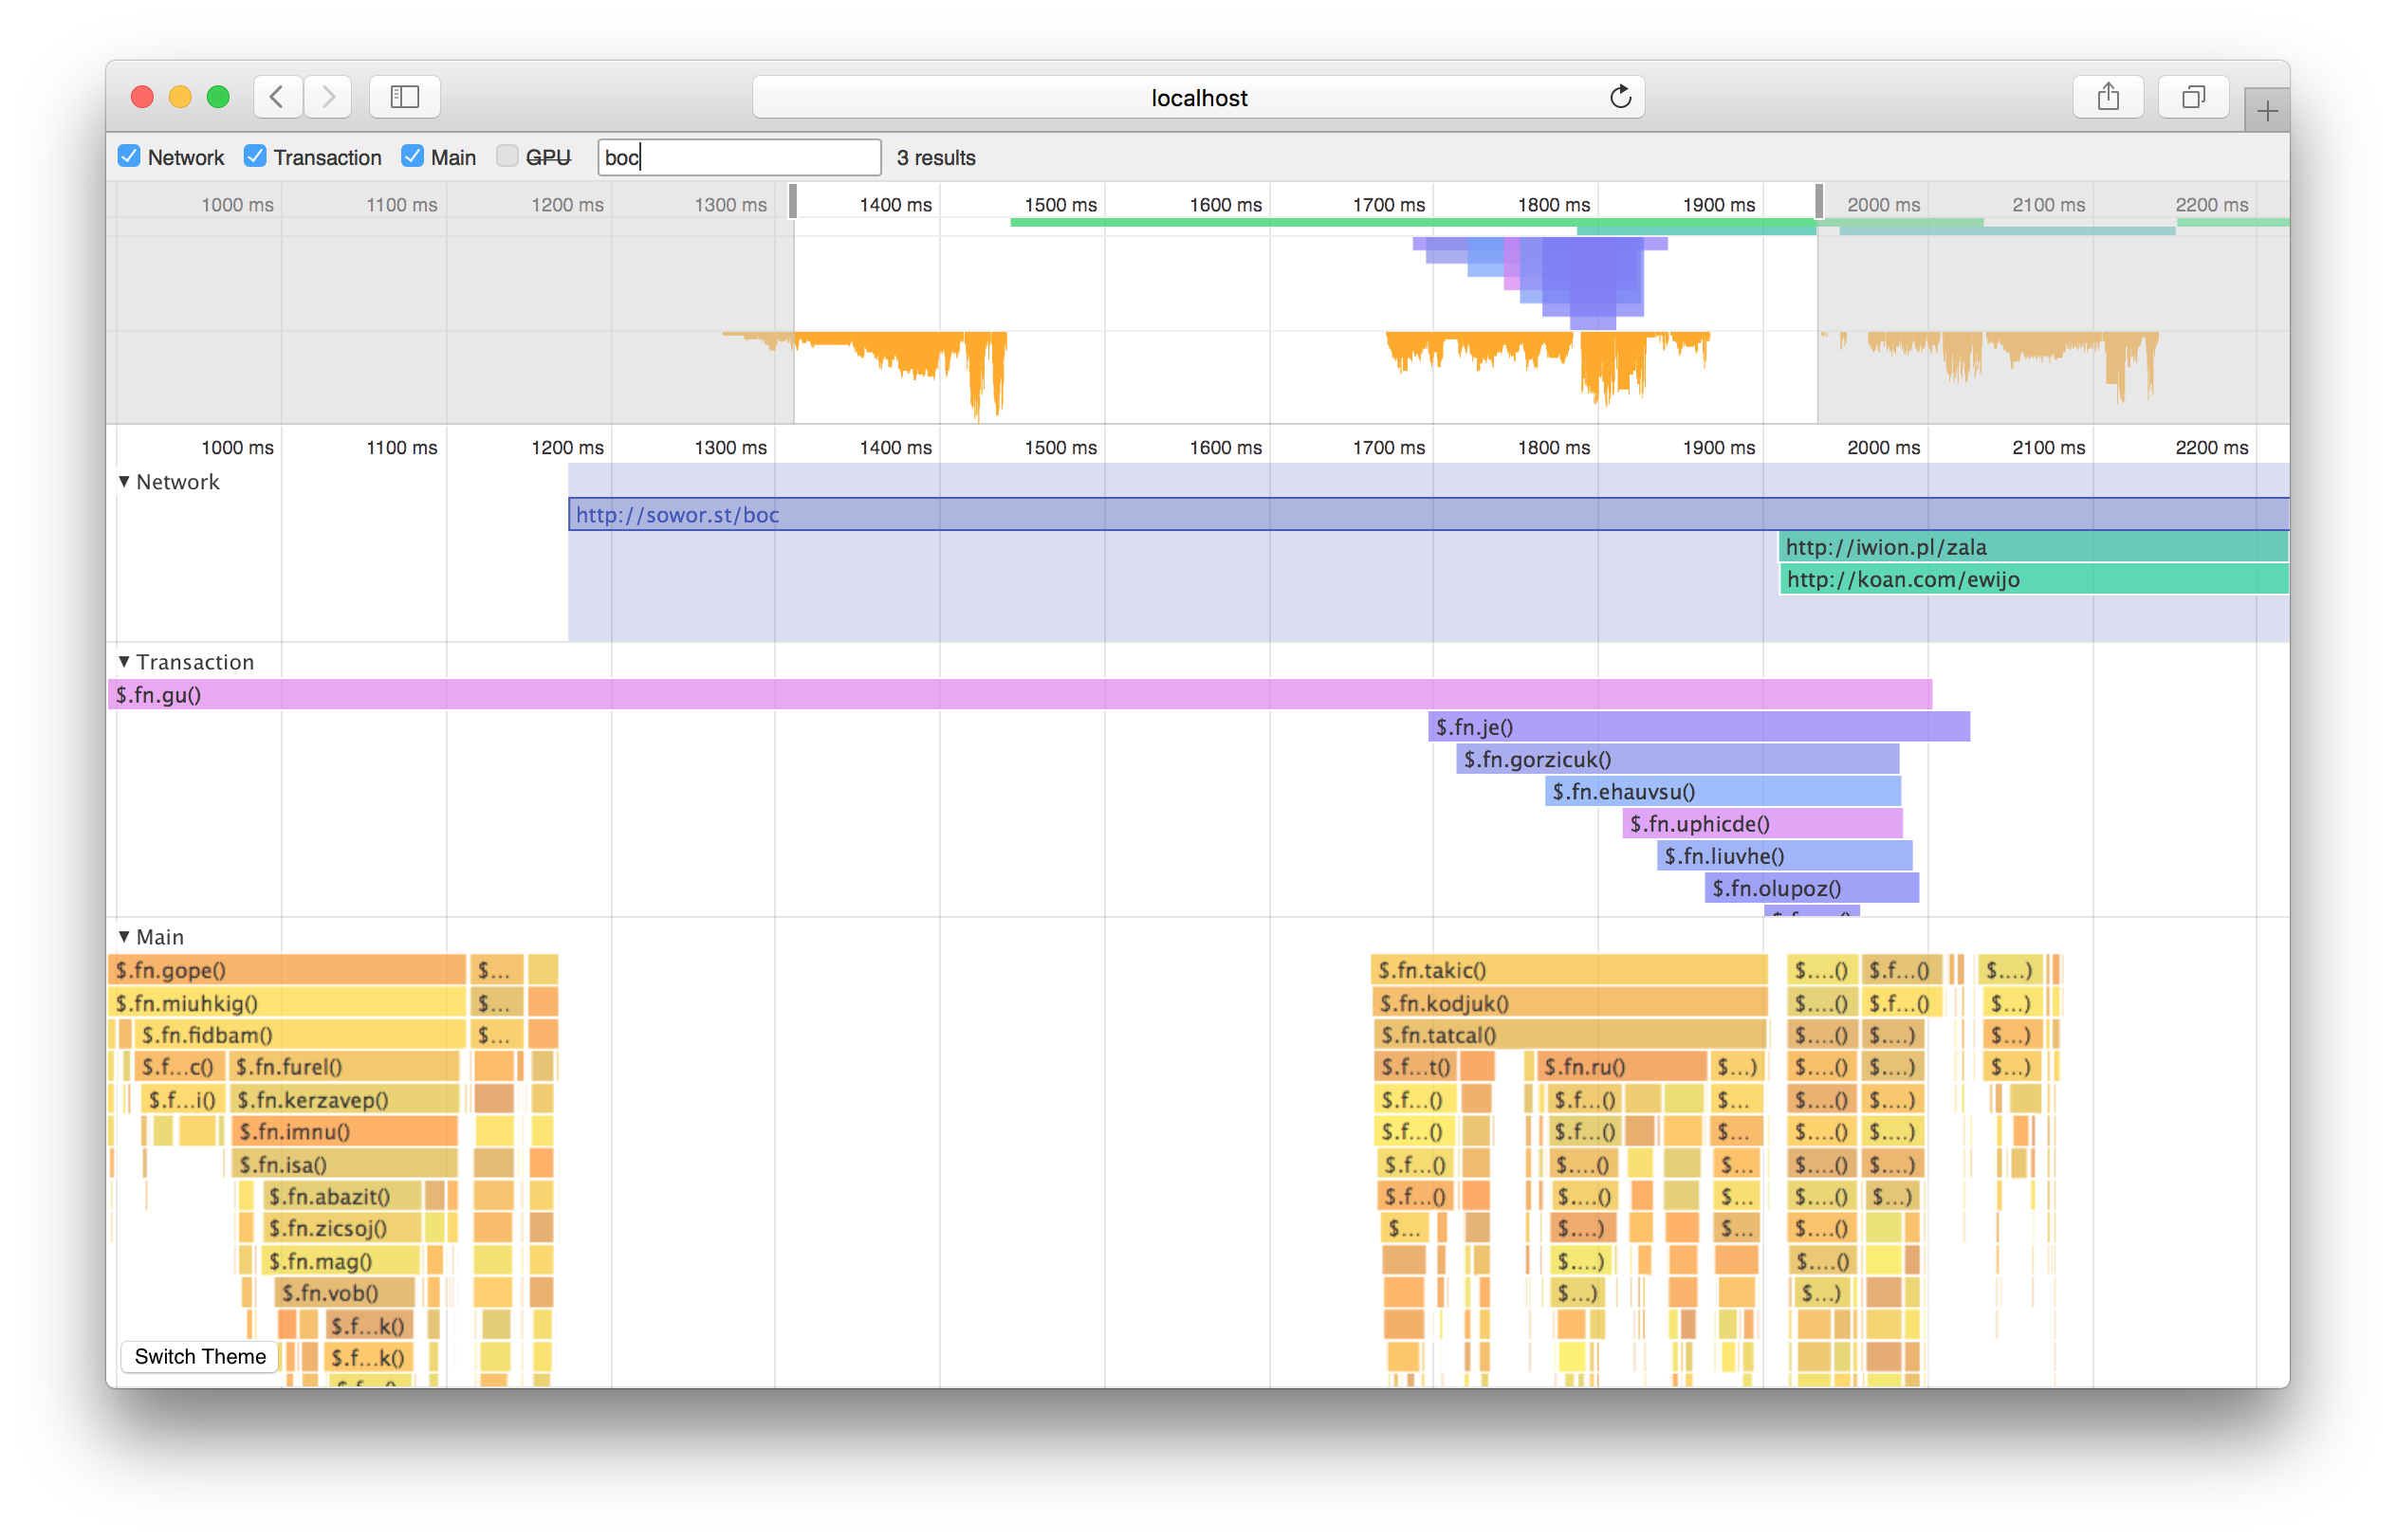 localhost
Network Transaction Main GPU boc 3 results
1000 ms 1100 ms 1200 ms 1300 ms 1400 ms 1500 ms 1600 ms 1700 ms 1800 ms 1900 ms 2000 ms 2100 ms 2200 ms
1000 ms 1100 ms 1200 ms 1300 ms 1400 ms 1500 ms 1600 ms 1700 ms 1800 ms 1900 ms 2000 ms 2100 ms 2200 ms
Network
http://sowor.st/boc
http://iwion.pl/zala
http://koan.com/ewijo
Transaction
$.fn.gu()
$.fn.je()
$.fn.gorzicuk()
$.fn.ehauvsu()
$.fn.uphicde()
$.fn.liuvhe()
$.fn.olupoz()
Main
$.fn.gope() $... $.fn.takic() $....() $.f...() $....)
$.fn.miuhkig() $... $.fn.kodjuk() $....() $.f...() $...)
$.fn.fidbam() $... $.fn.tatcal() $....() $....) $...)
$.f...c() $.fn.furel() $.f...t() $.fn.ru() $...) $....() $....) $...)
$.f...i() $.fn.kerzavep() $.f...() $.f...() $... $....() $....)
$.fn.imnu() $.f...() $.f...() $... $....() $....)
$.fn.isa() $.f...() $....() $... $....() $....)
$.fn.abazit() $.f...() $....() $... $....() $...)
$.fn.zicsoj() $... $....) $... $....()
$.fn.mag() $....) $....()
$.fn.vob() $...) $...)
$.f...k()
Switch Theme $.f...k()